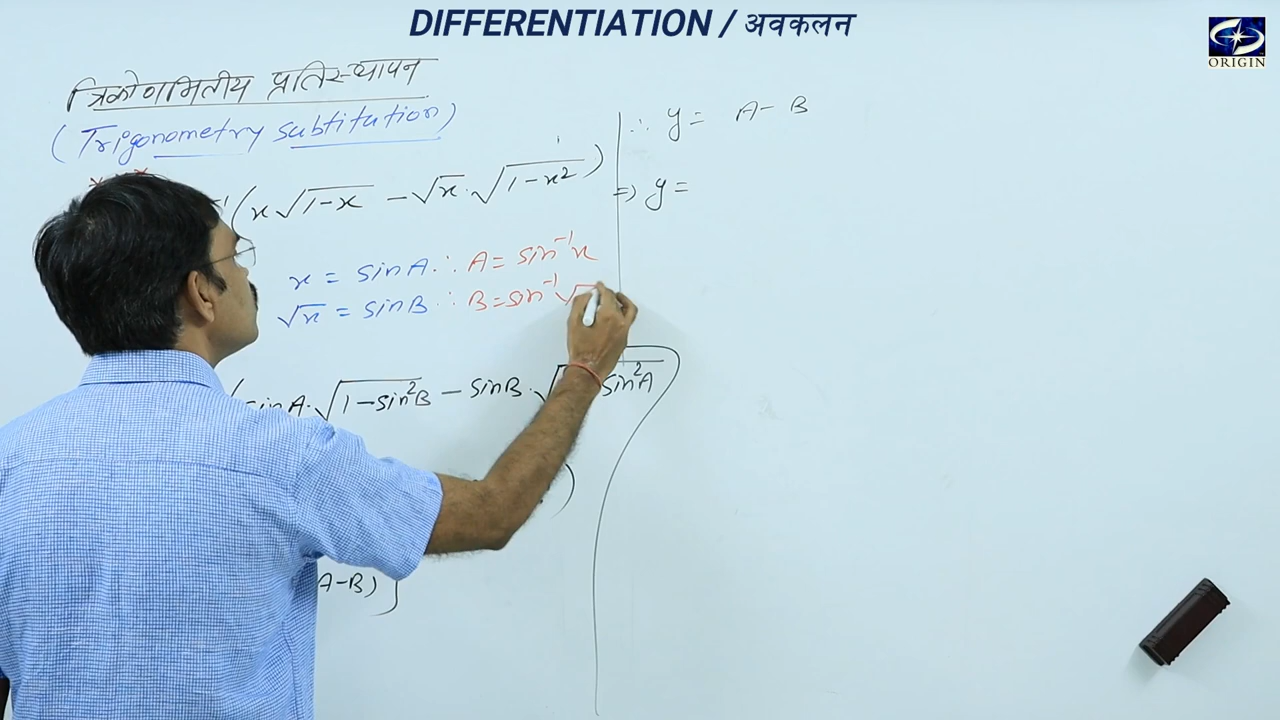 DIFFERENTIATION / अवकलन
ORIGIN
त्रिकोणमितीय प्रतिस्थापन
(Trigonometry subtitution)
⁻¹(x√(1-x) - √x.√(1-x²))
x = sinA ∴ A = sin⁻¹x
√x = sinB ∴ B = sin⁻¹√
(sinA.√(1-sin²B) - sinB.√ sin²A
)
A-B)}
∴ y = A - B
⇒ y =